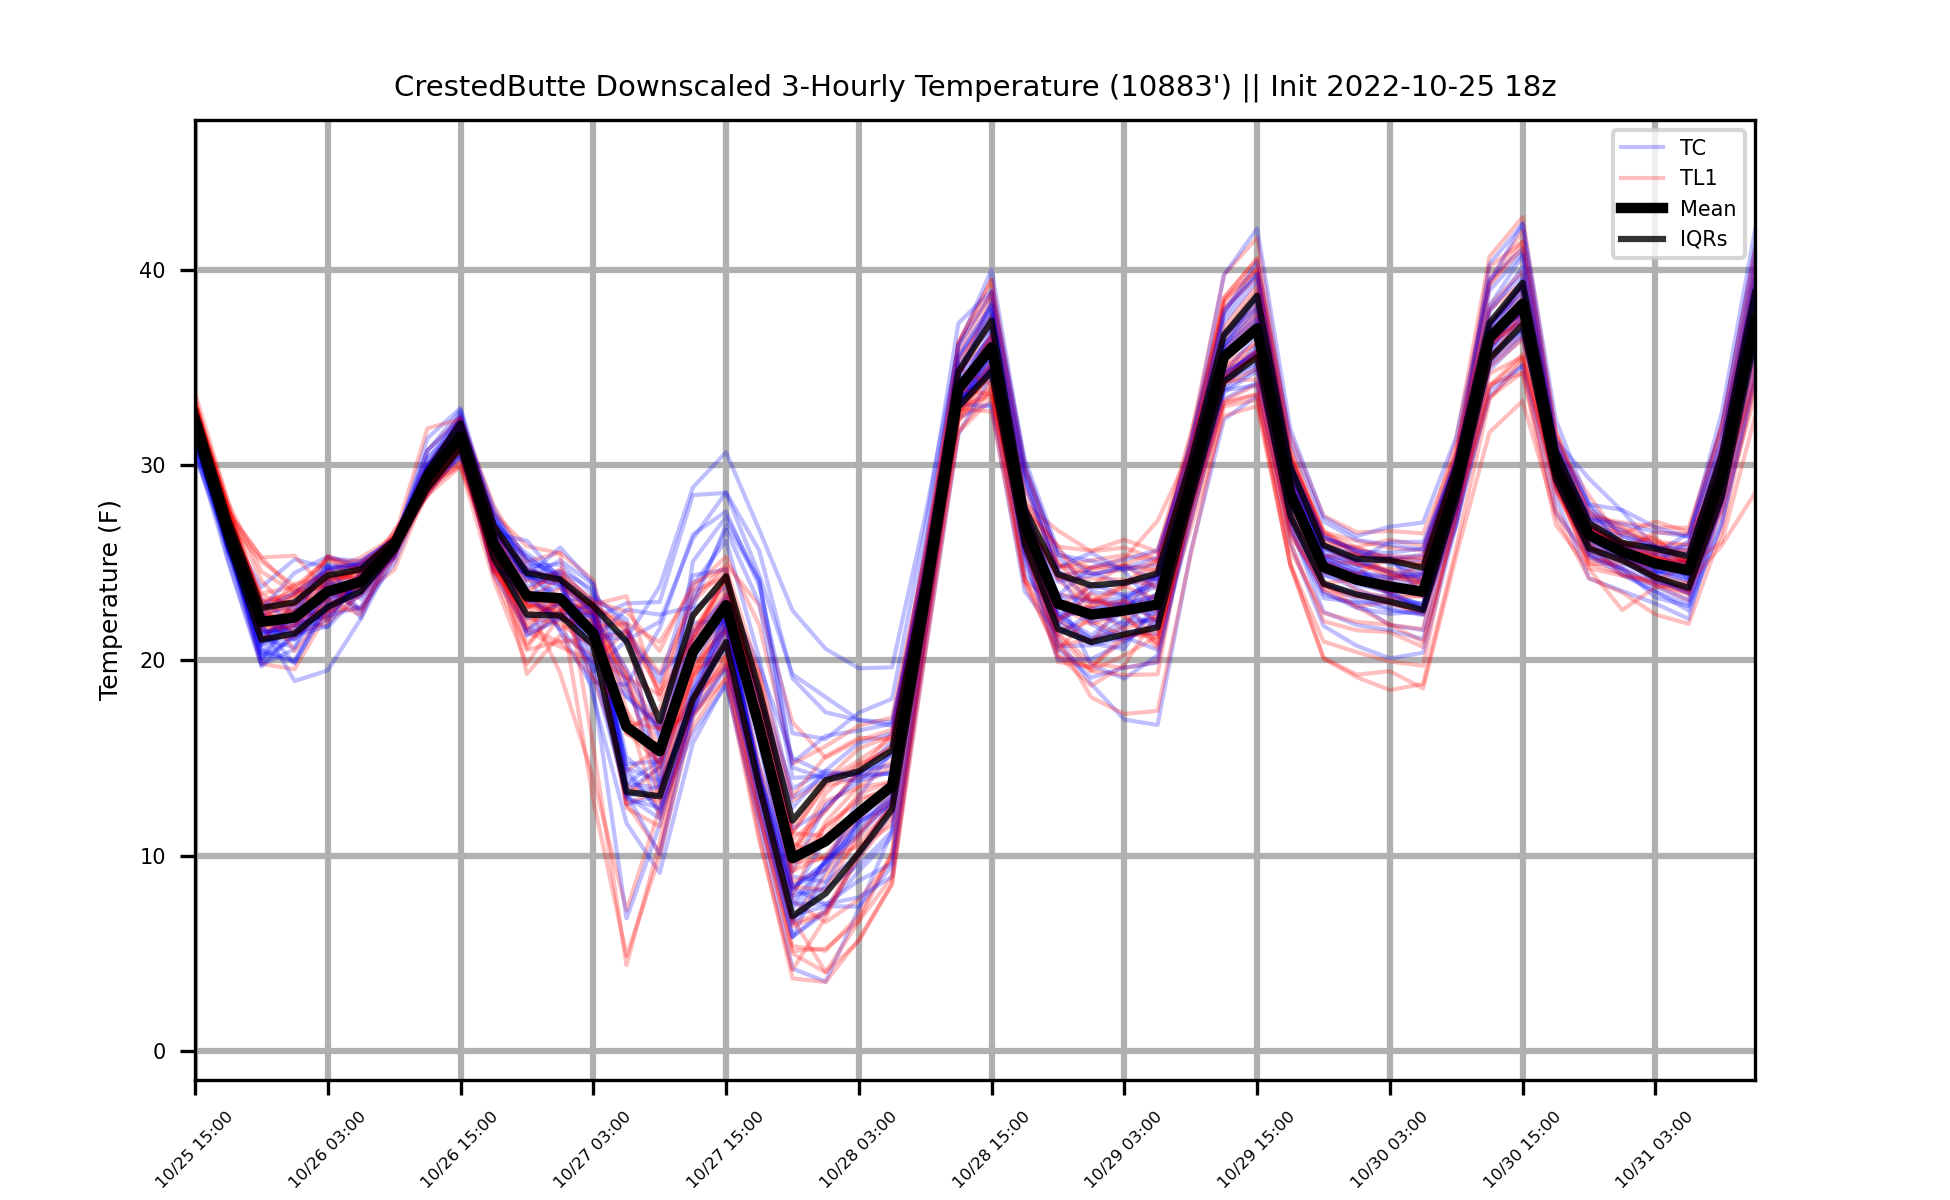 CrestedButte Downscaled 3-Hourly Temperature (10883') || Init 2022-10-25 18z
TC
TL1
Mean
IQRs
Temperature (F)
40
30
20
10
0
10/25 15:00
10/26 03:00
10/26 15:00
10/27 03:00
10/27 15:00
10/28 03:00
10/28 15:00
10/29 03:00
10/29 15:00
10/30 03:00
10/30 15:00
10/31 03:00